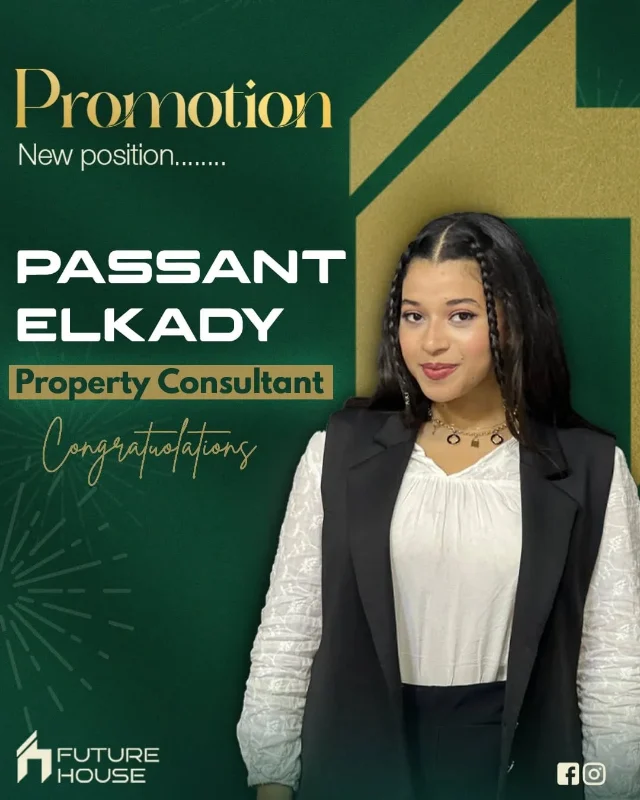 Promotion
New position........
PASSANT
ELKADY
Property Consultant
Congratuolations
FUTURE
HOUSE